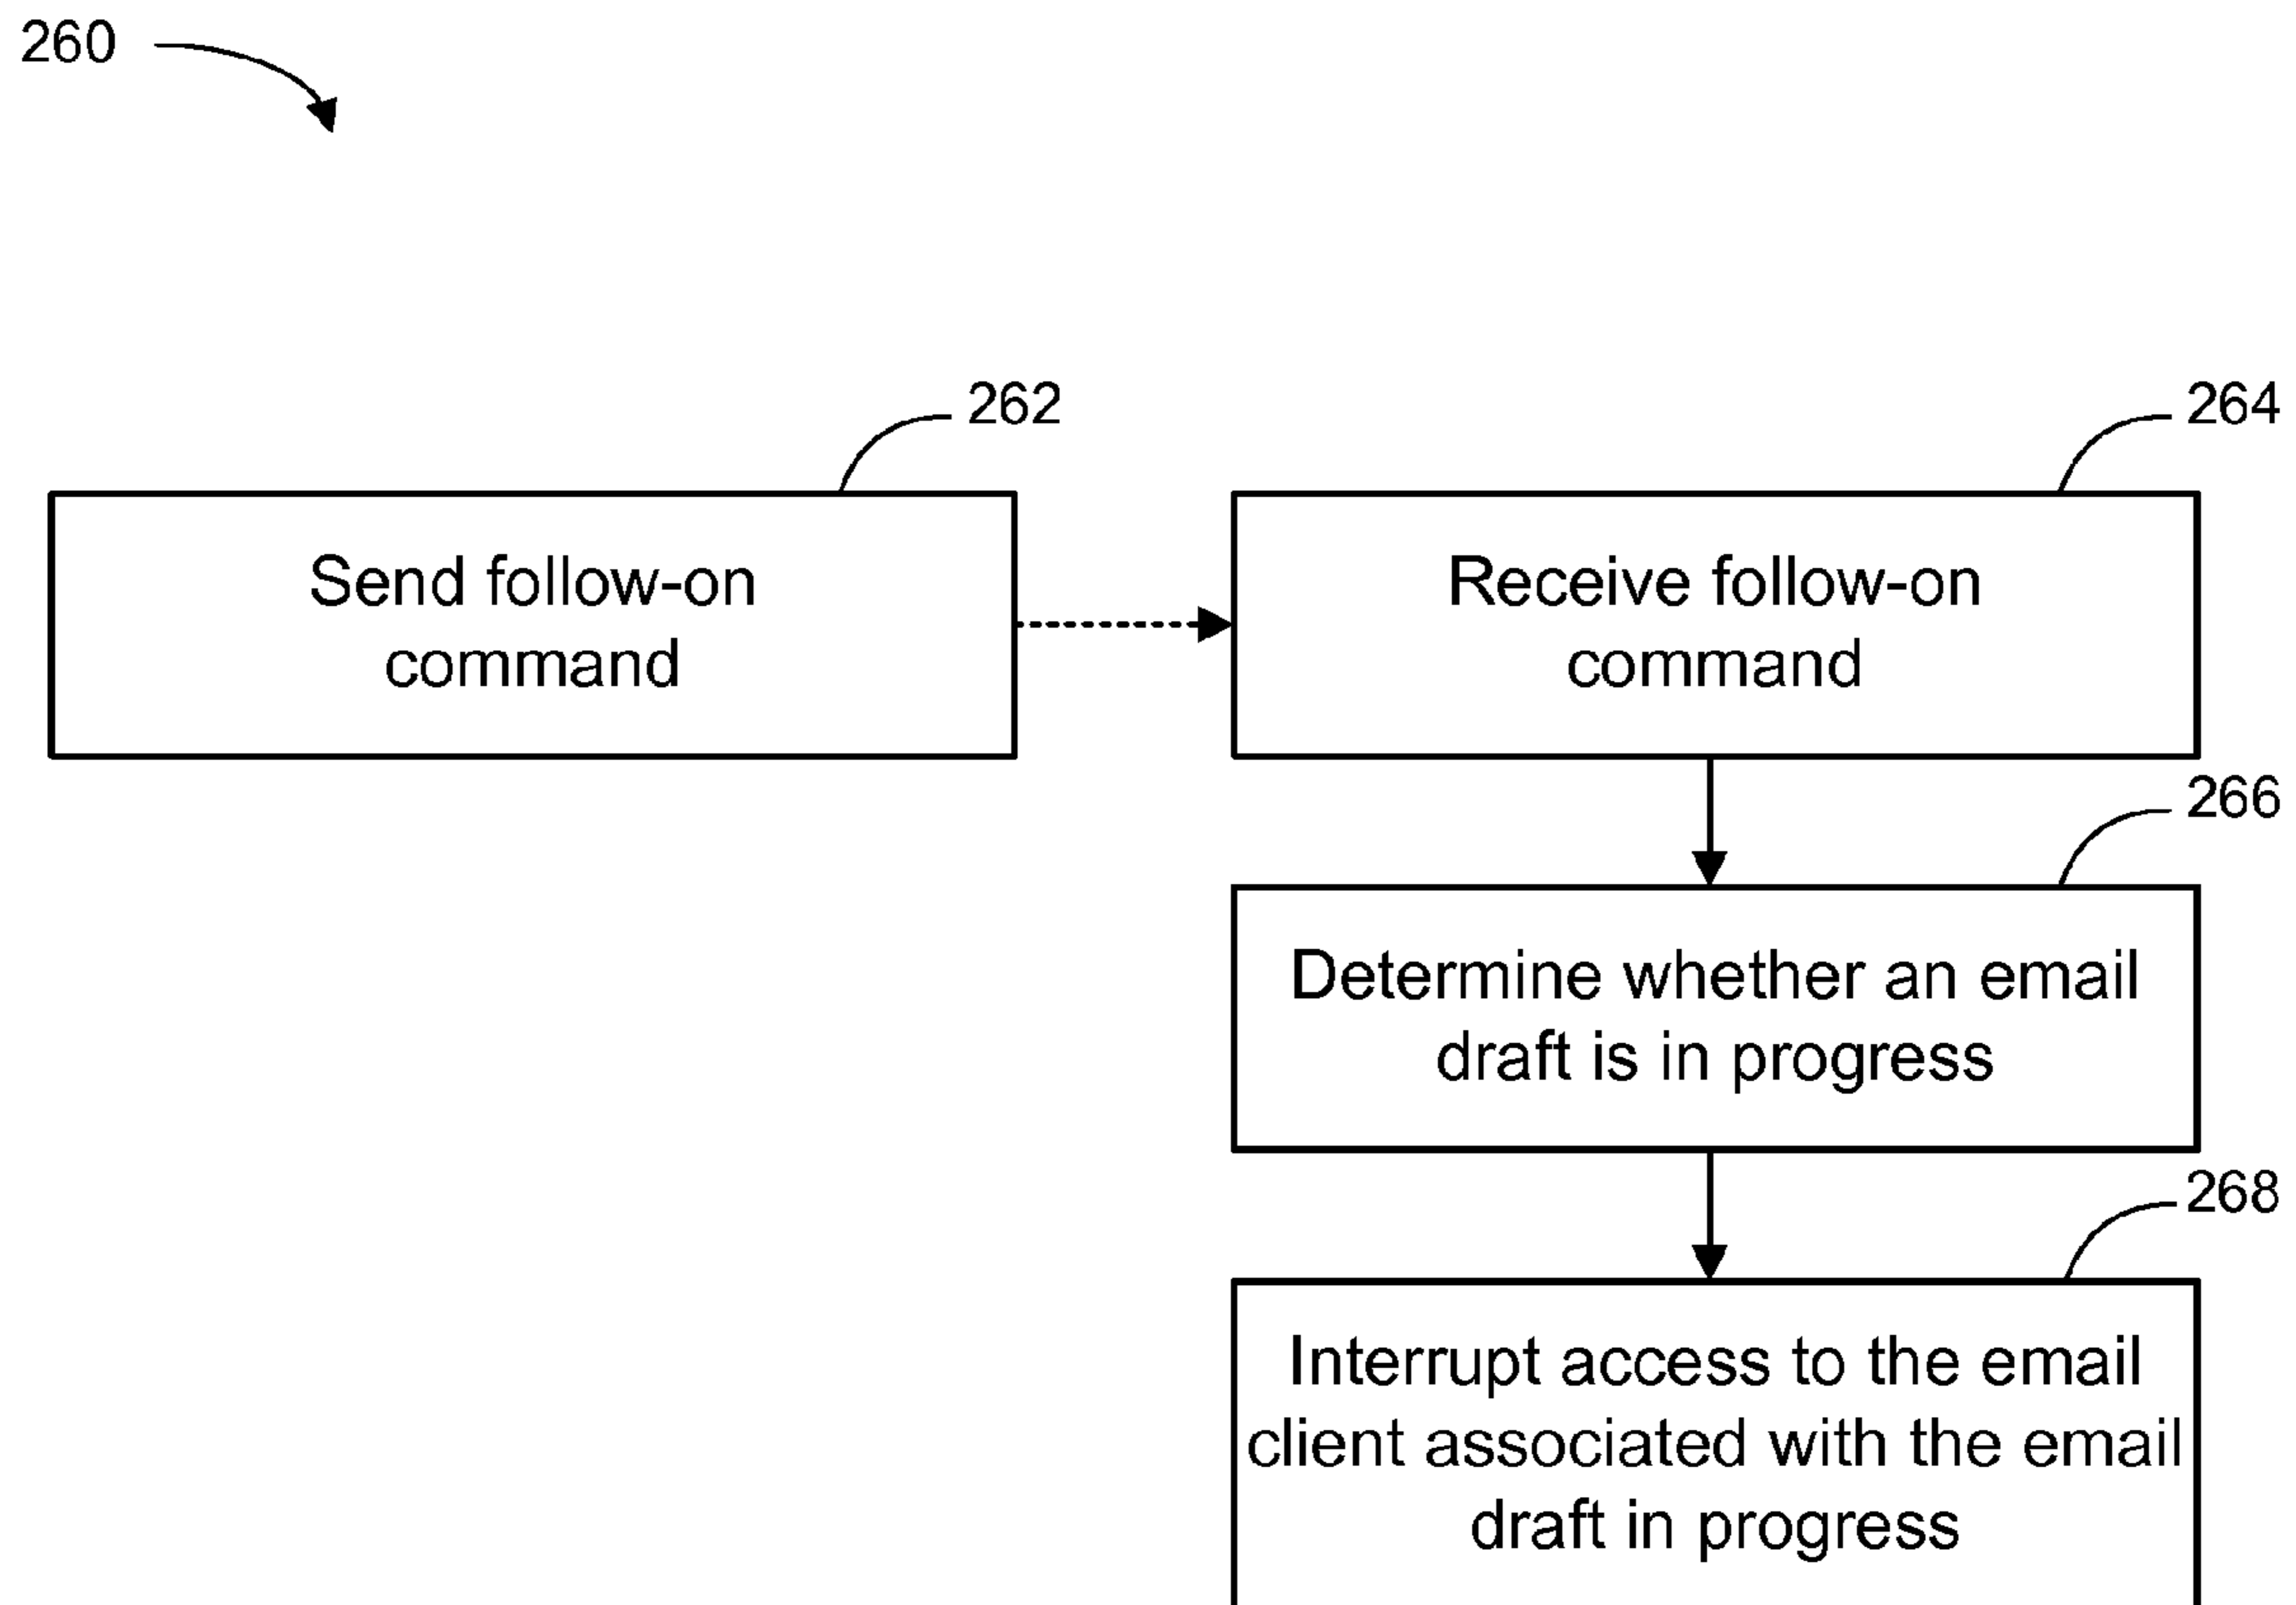 260
262
264
Send follow-on
command
Receive follow-on
command
266
Determine whether an email
draft is in progress
268
Interrupt access to the email
client associated with the email
draft in progress